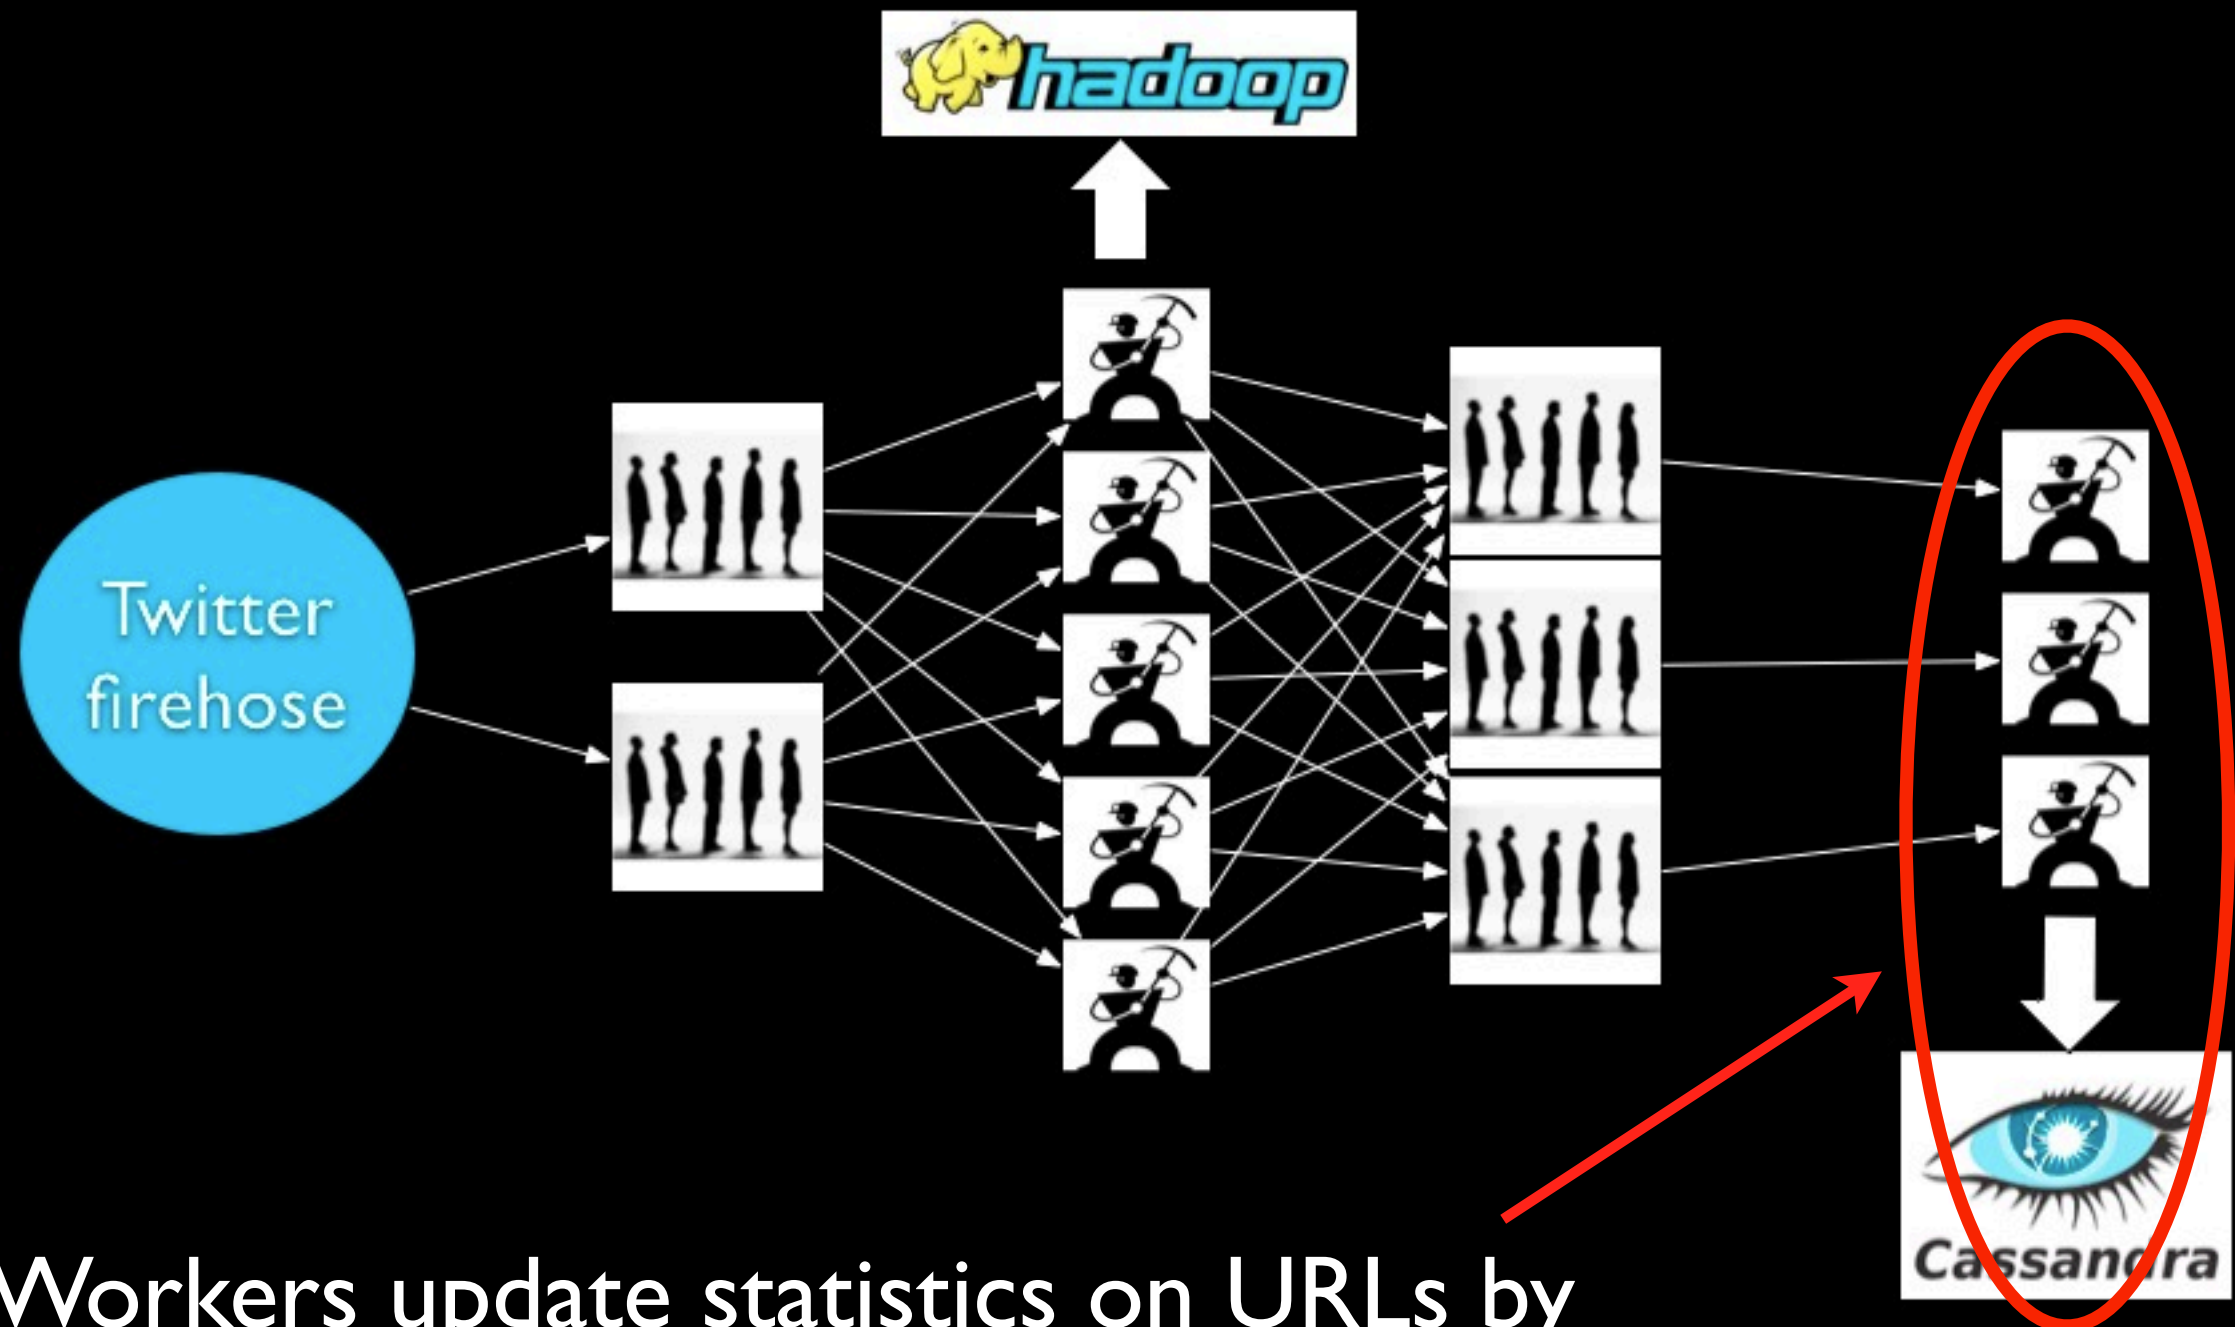 hadoop
Twitter
firehose
Cassandra
Workers update statistics on URLs by